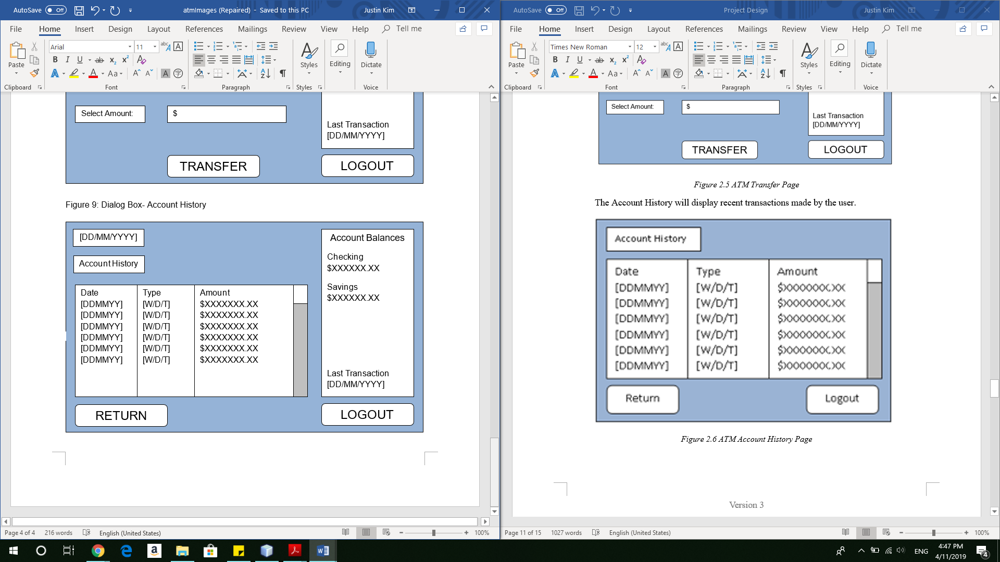 AutoSave Off atmImages (Repaired) - Saved to this PC Justin Kim
File Home Insert Design Layout References Mailings Review View Help Tell me
Arial 11
Paste Styles Editing Dictate
Clipboard Font Paragraph Styles Voice
Select Amount: $
Last Transaction
[DD/MM/YYYY]
TRANSFER LOGOUT
Figure 9: Dialog Box- Account History
[DD/MM/YYYY]
Account History
Date Type Amount
[DDMMYY] [W/D/T] $XXXXXXX.XX
[DDMMYY] [W/D/T] $XXXXXXX.XX
[DDMMYY] [W/D/T] $XXXXXXX.XX
[DDMMYY] [W/D/T] $XXXXXXX.XX
[DDMMYY] [W/D/T] $XXXXXXX.XX
[DDMMYY] [W/D/T] $XXXXXXX.XX
Account Balances
Checking
$XXXXXX.XX
Savings
$XXXXXX.XX
Last Transaction
[DD/MM/YYYY]
RETURN LOGOUT
Page 4 of 4 216 words English (United States) 100%
AutoSave Off Project Design Justin Kim
File Home Insert Design Layout References Mailings Review View Help Tell me
Times New Roman 12
Paste Styles Editing Dictate
Clipboard Font Paragraph Styles Voice
Select Amount: $
Last Transaction
[DD/MM/YYYY]
TRANSFER LOGOUT
Figure 2.5 ATM Transfer Page
The Account History will display recent transactions made by the user.
Account History
Date Type Amount
[DDMMYY] [W/D/T] $XXXXXXX.XX
[DDMMYY] [W/D/T] $XXXXXXX.XX
[DDMMYY] [W/D/T] $XXXXXXX.XX
[DDMMYY] [W/D/T] $XXXXXXX.XX
[DDMMYY] [W/D/T] $XXXXXXX.XX
[DDMMYY] [W/D/T] $XXXXXXX.XX
Return Logout
Figure 2.6 ATM Account History Page
Version 3
Page 11 of 15 1027 words English (United States) 100%
ENG 4:47 PM
4/11/2019 4